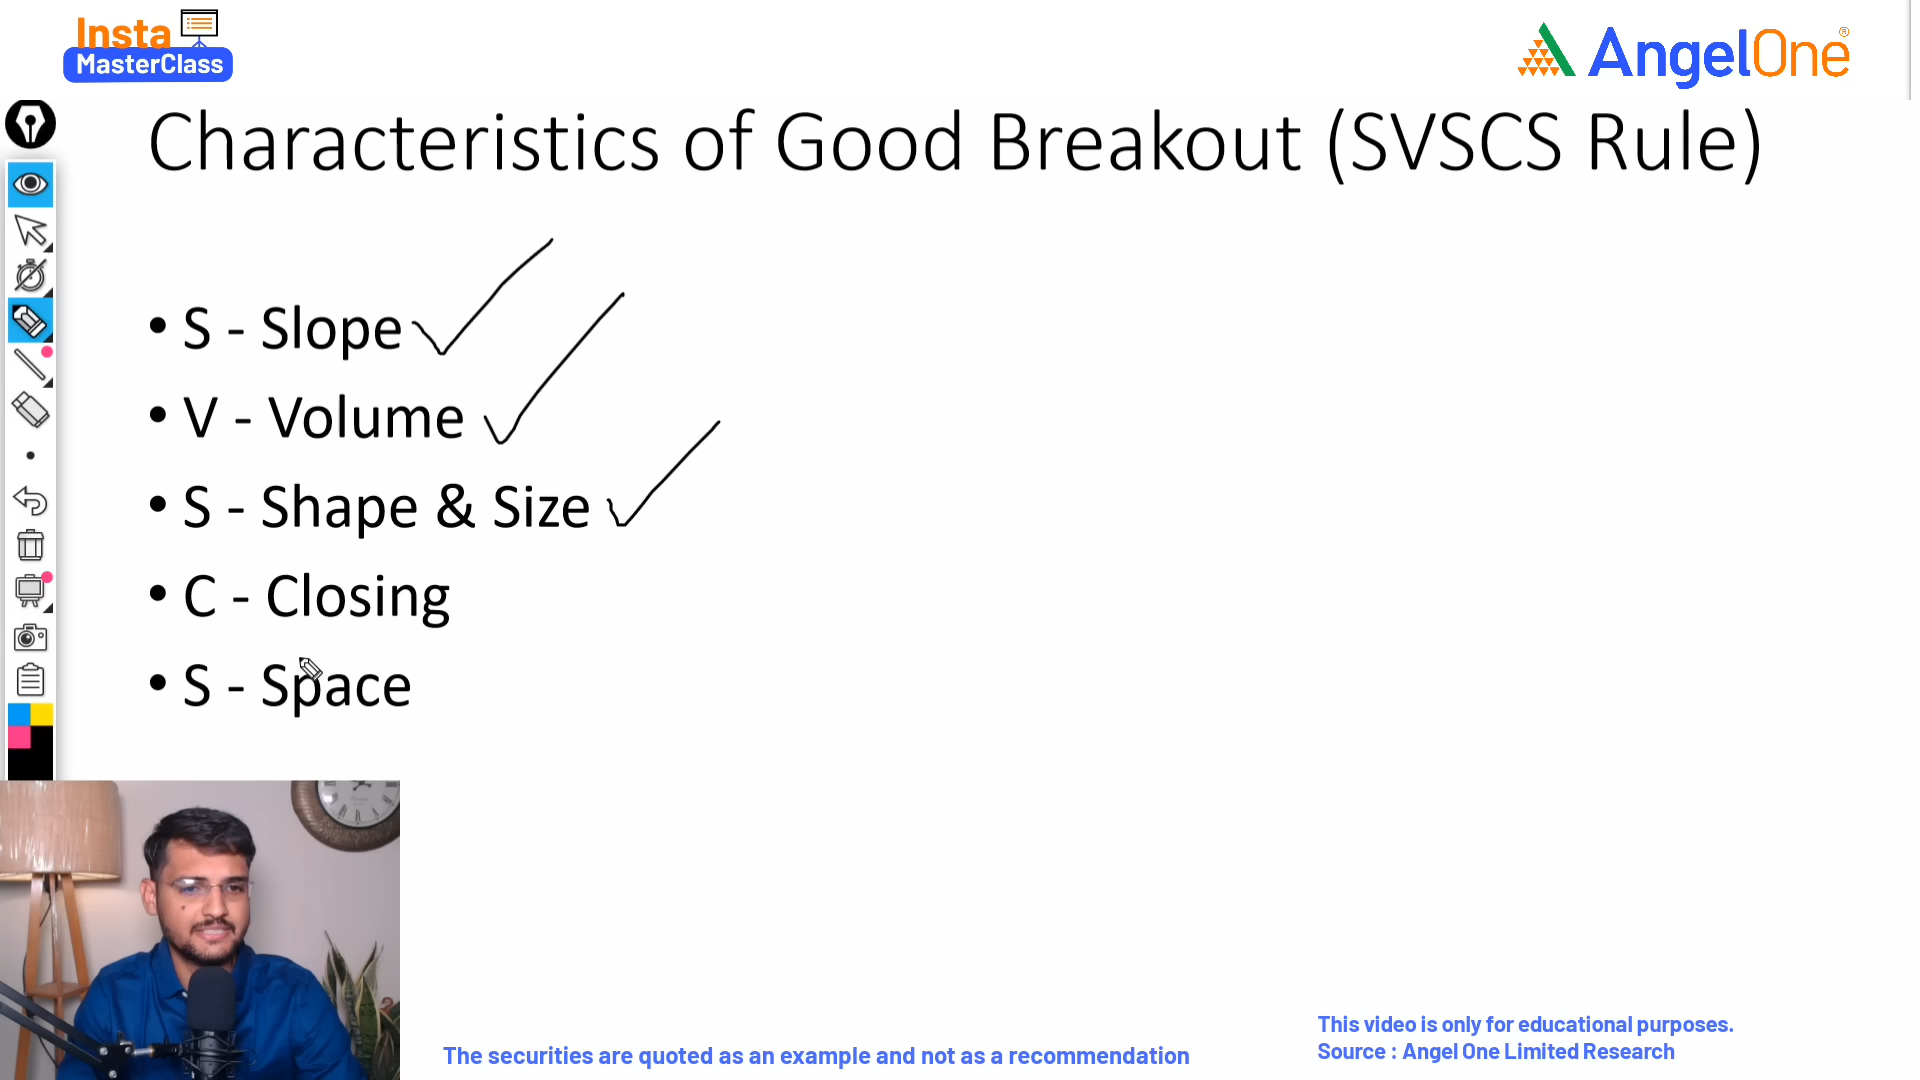 Insta
MasterClass
AngelOne®
Characteristics of Good Breakout (SVSCS Rule)
• S - Slope
• V - Volume
• S - Shape & Size
• C - Closing
• S - Space
The securities are quoted as an example and not as a recommendation
This video is only for educational purposes.
Source : Angel One Limited Research